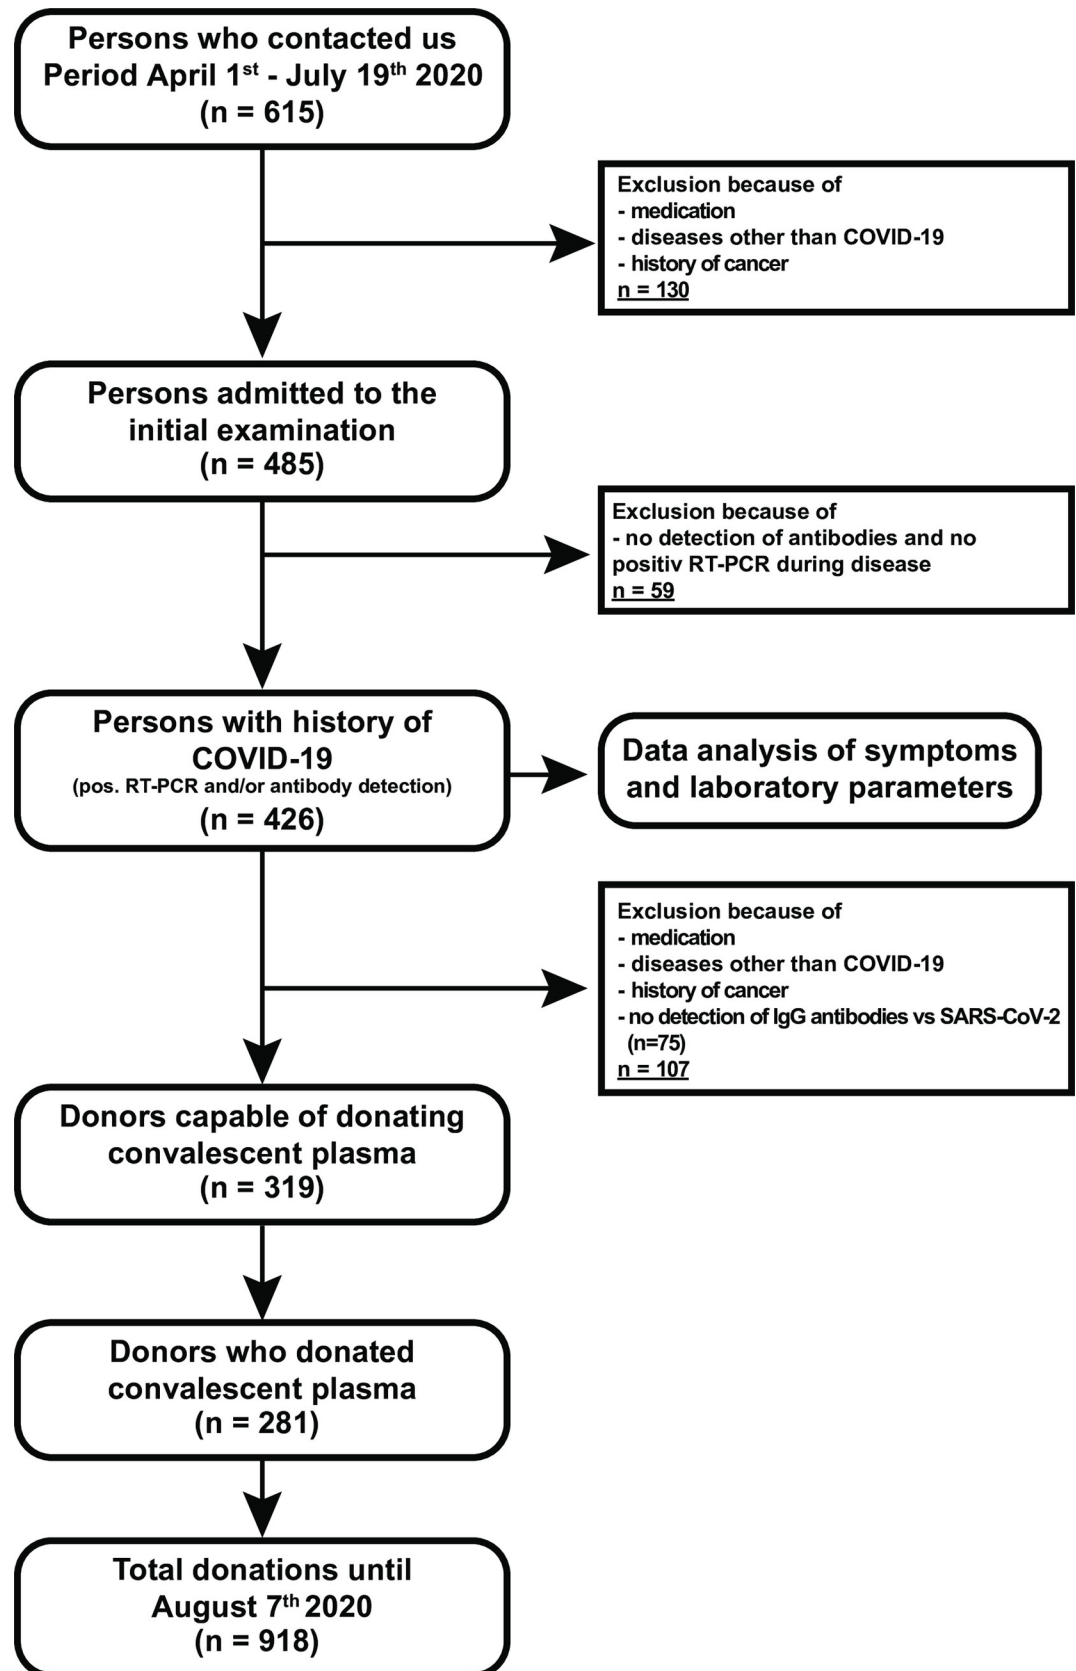 Persons who contacted us
Period April 1st - July 19th 2020
(n = 615)
Exclusion because of
- medication
- diseases other than COVID-19
- history of cancer
n = 130
Persons admitted to the
initial examination
(n = 485)
Exclusion because of
- no detection of antibodies and no
positiv RT-PCR during disease
n = 59
Persons with history of
COVID-19
(pos. RT-PCR and/or antibody detection)
(n = 426)
Data analysis of symptoms
and laboratory parameters
Exclusion because of
- medication
- diseases other than COVID-19
- history of cancer
- no detection of IgG antibodies vs SARS-CoV-2
(n=75)
n = 107
Donors capable of donating
convalescent plasma
(n = 319)
Donors who donated
convalescent plasma
(n = 281)
Total donations until
August 7th 2020
(n = 918)